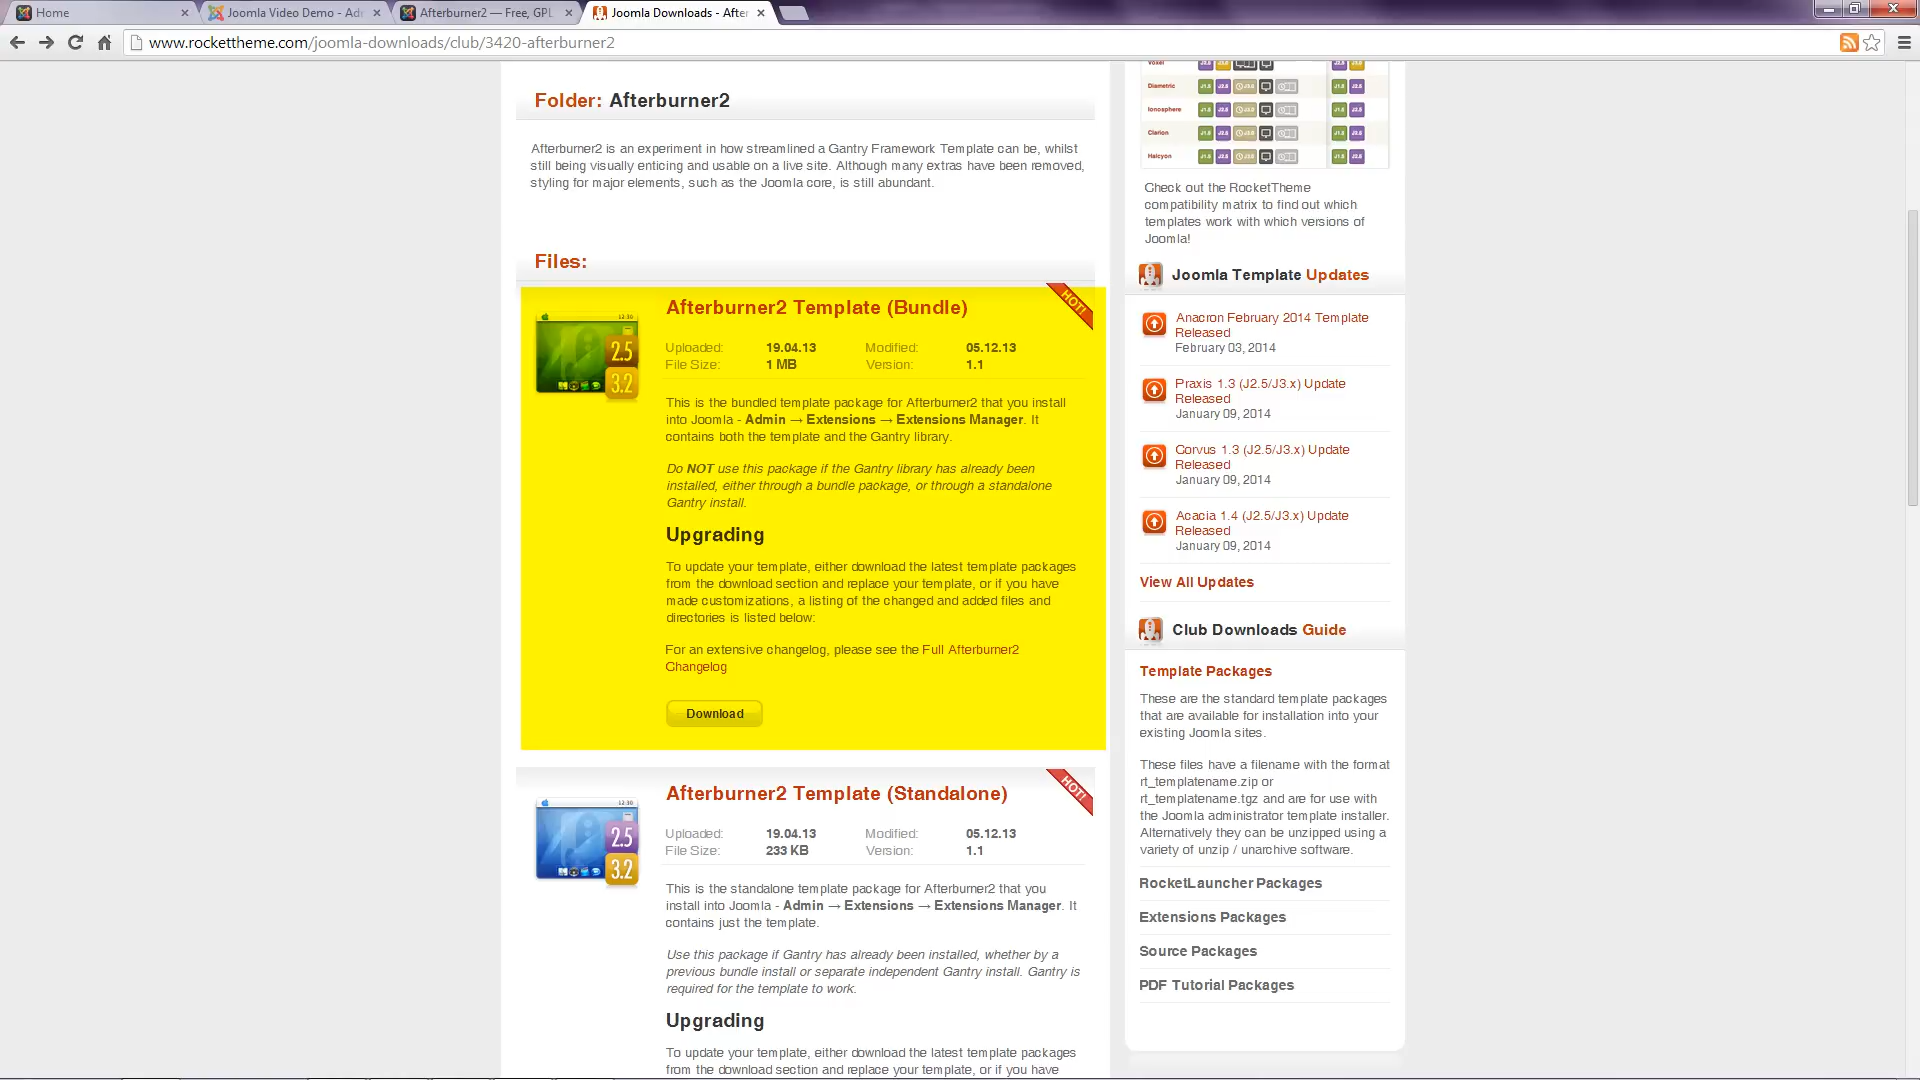 Home
Joomla Video Demo - Ad
Afterburner2 — Free, GPL
Joomla Downloads - After
www.rockettheme.com/joomla-downloads/club/3420-afterburner2
Folder: Afterburner2
Afterburner2 is an experiment in how streamlined a Gantry Framework Template can be, whilst
still being visually enticing and usable on a live site. Although many extras have been removed,
styling for major elements, such as the Joomla core, is still abundant.
Files:
HOT!
Afterburner2 Template (Bundle)
12:30
2.5
3.2
Uploaded: 19.04.13 Modified: 05.12.13
File Size: 1 MB Version: 1.1
This is the bundled template package for Afterburner2 that you install
into Joomla - Admin → Extensions → Extensions Manager. It
contains both the template and the Gantry library.
Do NOT use this package if the Gantry library has already been
installed, either through a bundle package, or through a standalone
Gantry install.
Upgrading
To update your template, either download the latest template packages
from the download section and replace your template, or if you have
made customizations, a listing of the changed and added files and
directories is listed below:
For an extensive changelog, please see the Full Afterburner2
Changelog
Download
HOT!
Afterburner2 Template (Standalone)
12:30
2.5
3.2
Uploaded: 19.04.13 Modified: 05.12.13
File Size: 233 KB Version: 1.1
This is the standalone template package for Afterburner2 that you
install into Joomla - Admin → Extensions → Extensions Manager. It
contains just the template.
Use this package if Gantry has already been installed, whether by a
previous bundle install or separate independent Gantry install. Gantry is
required for the template to work.
Upgrading
To update your template, either download the latest template packages
from the download section and replace your template, or if you have
Voxel
Diametric
Ionosphere
Clarion
Halcyon
Check out the RocketTheme
compatibility matrix to find out which
templates work with which versions of
Joomla!
Joomla Template Updates
Anacron February 2014 Template
Released
February 03, 2014
Praxis 1.3 (J2.5/J3.x) Update
Released
January 09, 2014
Corvus 1.3 (J2.5/J3.x) Update
Released
January 09, 2014
Acacia 1.4 (J2.5/J3.x) Update
Released
January 09, 2014
View All Updates
Club Downloads Guide
Template Packages
These are the standard template packages
that are available for installation into your
existing Joomla sites.
These files have a filename with the format
rt_templatename.zip or
rt_templatename.tgz and are for use with
the Joomla administrator template installer.
Alternatively they can be unzipped using a
variety of unzip / unarchive software.
RocketLauncher Packages
Extensions Packages
Source Packages
PDF Tutorial Packages